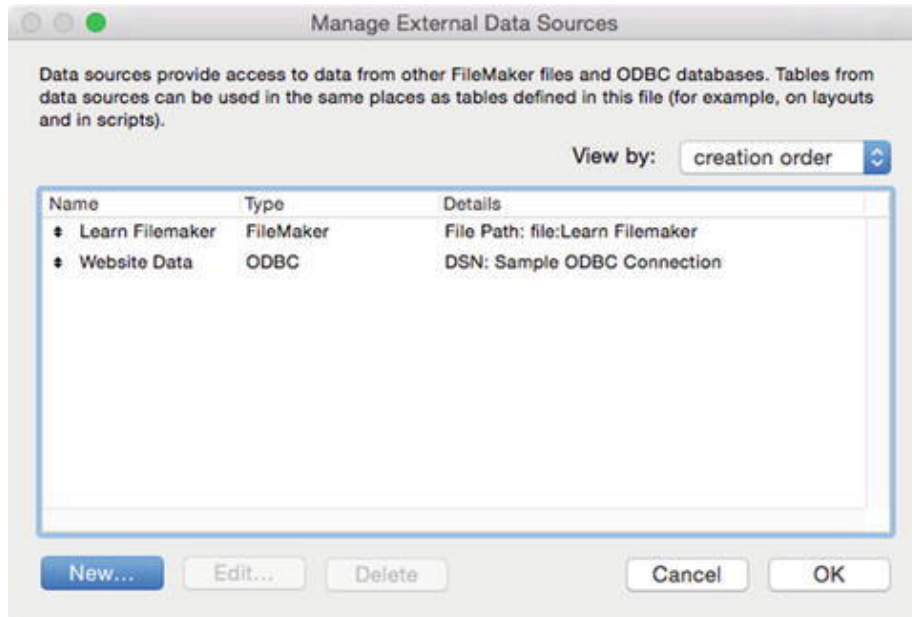 Manage External Data Sources
Data sources provide access to data from other FileMaker files and ODBC databases. Tables from
data sources can be used in the same places as tables defined in this file (for example, on layouts
and in scripts).
View by: creation order
Name Type Details
Learn Filemaker FileMaker File Path: file:Learn Filemaker
Website Data ODBC DSN: Sample ODBC Connection
New... Edit... Delete Cancel OK